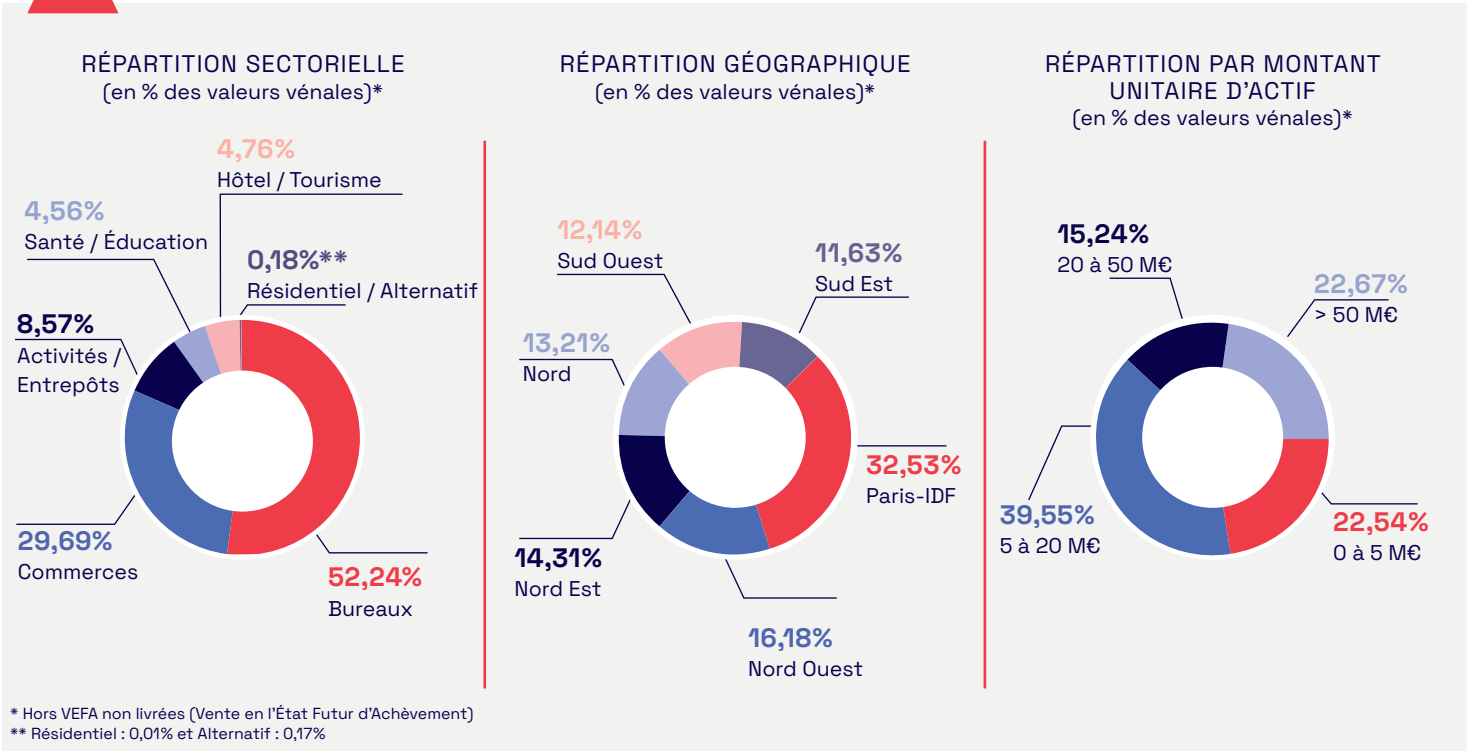 RÉPARTITION SECTORIELLE
(en % des valeurs vénales)*
4,76%
Hôtel / Tourisme
4,56%
Santé / Éducation
0,18%**
Résidentiel / Alternatif
8,57%
Activités /
Entrepôts
29,69%
Commerces
52,24%
Bureaux
RÉPARTITION GÉOGRAPHIQUE
(en % des valeurs vénales)*
12,14%
Sud Ouest
11,63%
Sud Est
13,21%
Nord
32,53%
Paris-IDF
14,31%
Nord Est
16,18%
Nord Ouest
RÉPARTITION PAR MONTANT
UNITAIRE D'ACTIF
(en % des valeurs vénales)*
15,24%
20 à 50 M€
22,67%
> 50 M€
39,55%
5 à 20 M€
22,54%
0 à 5 M€
* Hors VEFA non livrées (Vente en l'État Futur d'Achèvement)
** Résidentiel : 0,01% et Alternatif : 0,17%